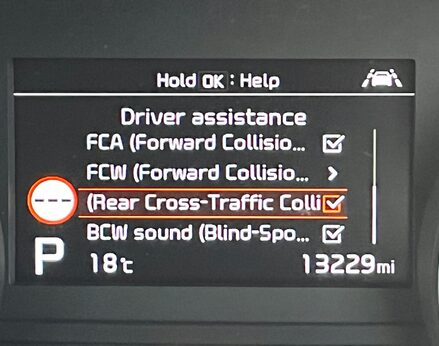 Hold OK : Help
Driver assistance
FCA (Forward Collisio...
FCW (Forward Collisio...
(Rear Cross-Traffic Colli
BCW sound (Blind-Spo...
---
P 18℃ 13229mi